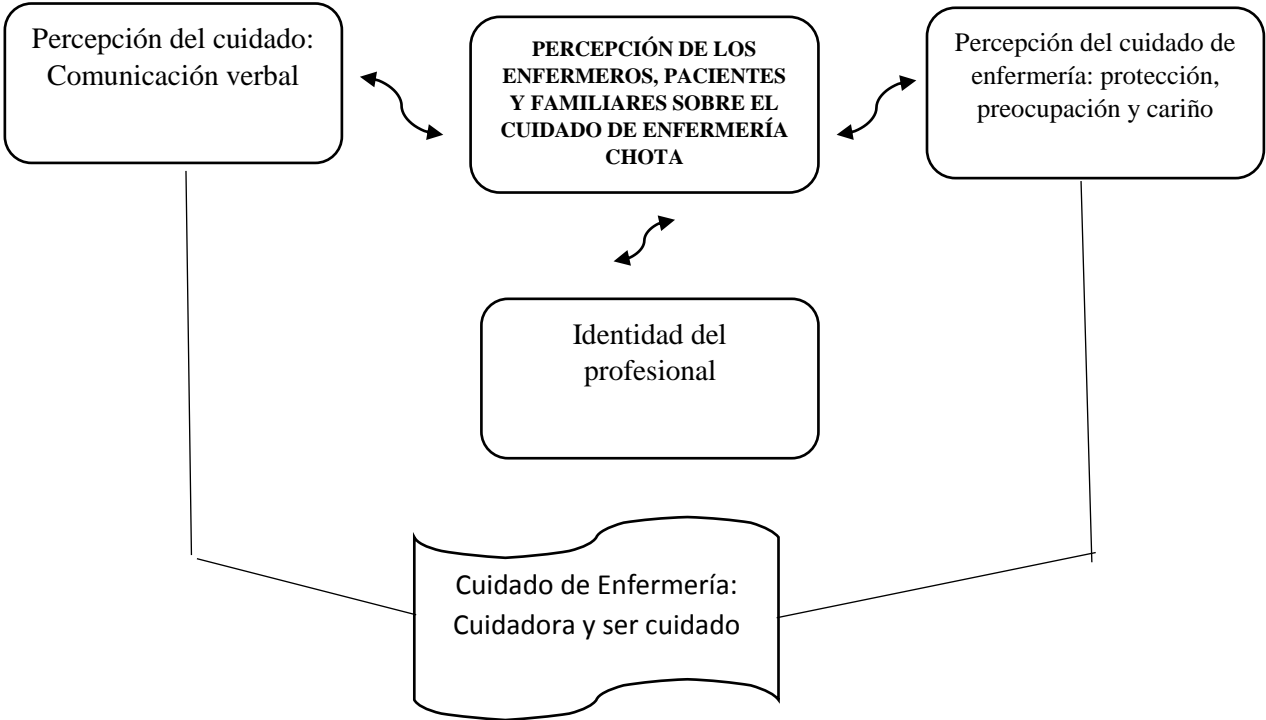 Percepción del cuidado:
Comunicación verbal
PERCEPCIÓN DE LOS
ENFERMEROS, PACIENTES
Y FAMILIARES SOBRE EL
CUIDADO DE ENFERMERÍA
CHOTA
Percepción del cuidado de
enfermería: protección,
preocupación y cariño
Identidad del
profesional
Cuidado de Enfermería:
Cuidadora y ser cuidado